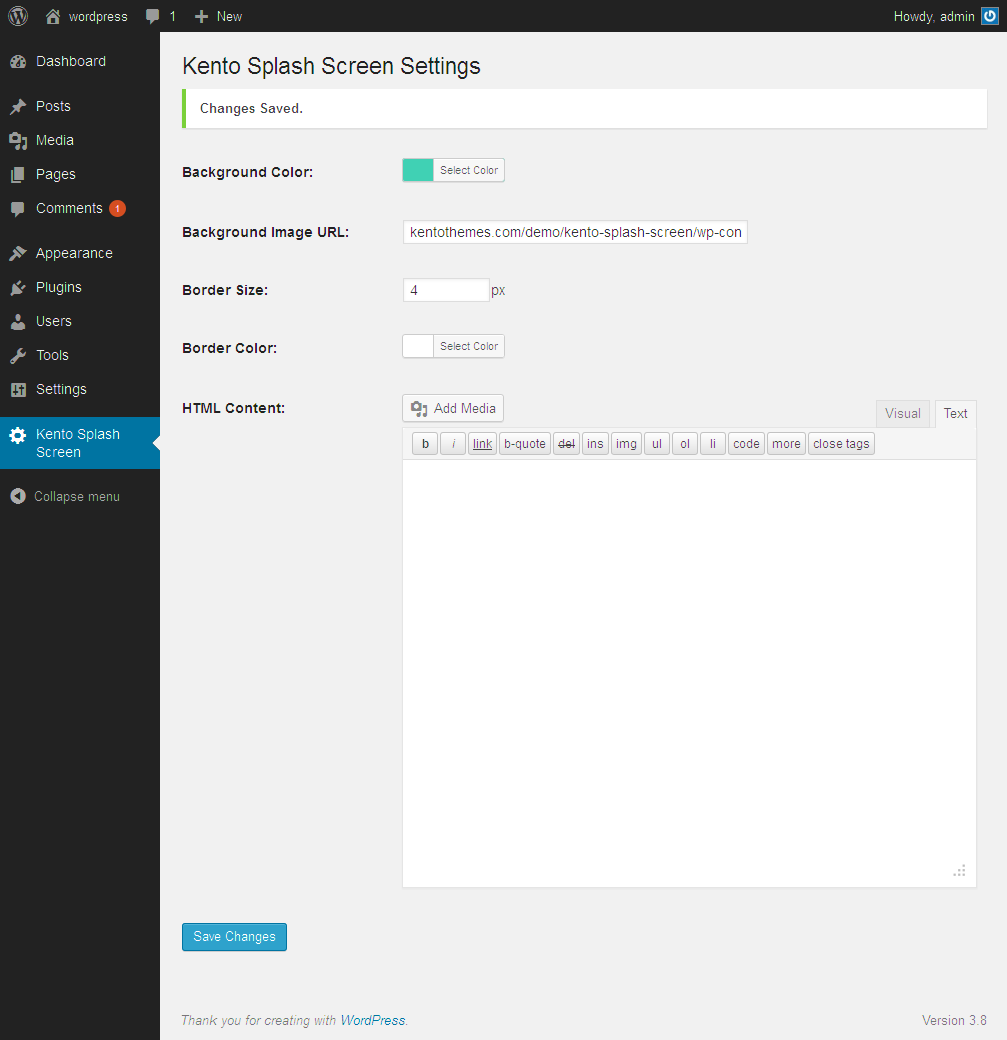 wordpress 1 New Howdy, admin
Dashboard
Posts
Media
Pages
Comments 1
Appearance
Plugins
Users
Tools
Settings
Kento Splash
Screen
Collapse menu
Kento Splash Screen Settings
Changes Saved.
Background Color: Select Color
Background Image URL: kentothemes.com/demo/kento-splash-screen/wp-con
Border Size: 4 px
Border Color: Select Color
HTML Content: Add Media
Visual Text
b i link b-quote del ins img ul ol li code more close tags
Save Changes
Thank you for creating with WordPress. Version 3.8